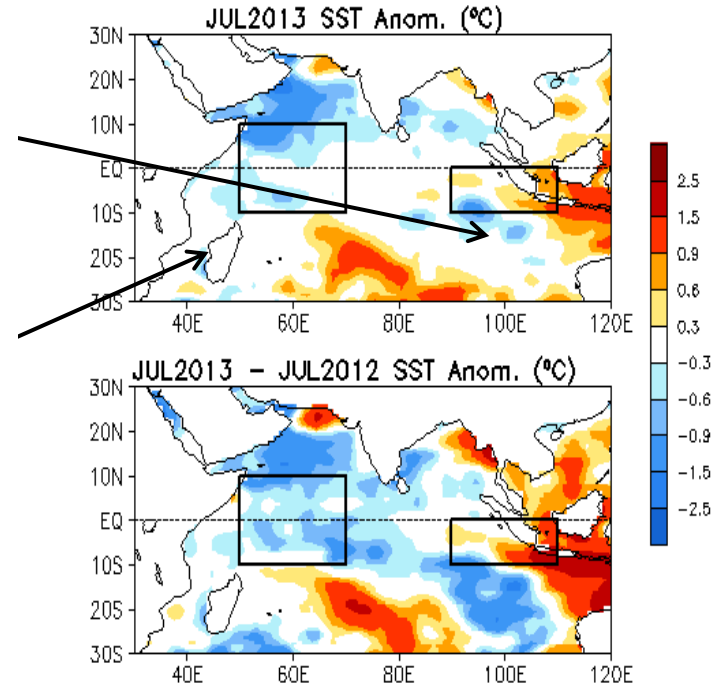 JUL2013 SST Anom. (ºC)
30N
20N
10N
EQ
10S
20S
30S
40E 60E 80E 100E 120E
2.5
1.5
0.9
0.6
0.3
-0.3
-0.6
-0.9
-1.5
-2.5
JUL2013 - JUL2012 SST Anom. (ºC)
30N
20N
10N
EQ
10S
20S
30S
40E 60E 80E 100E 120E